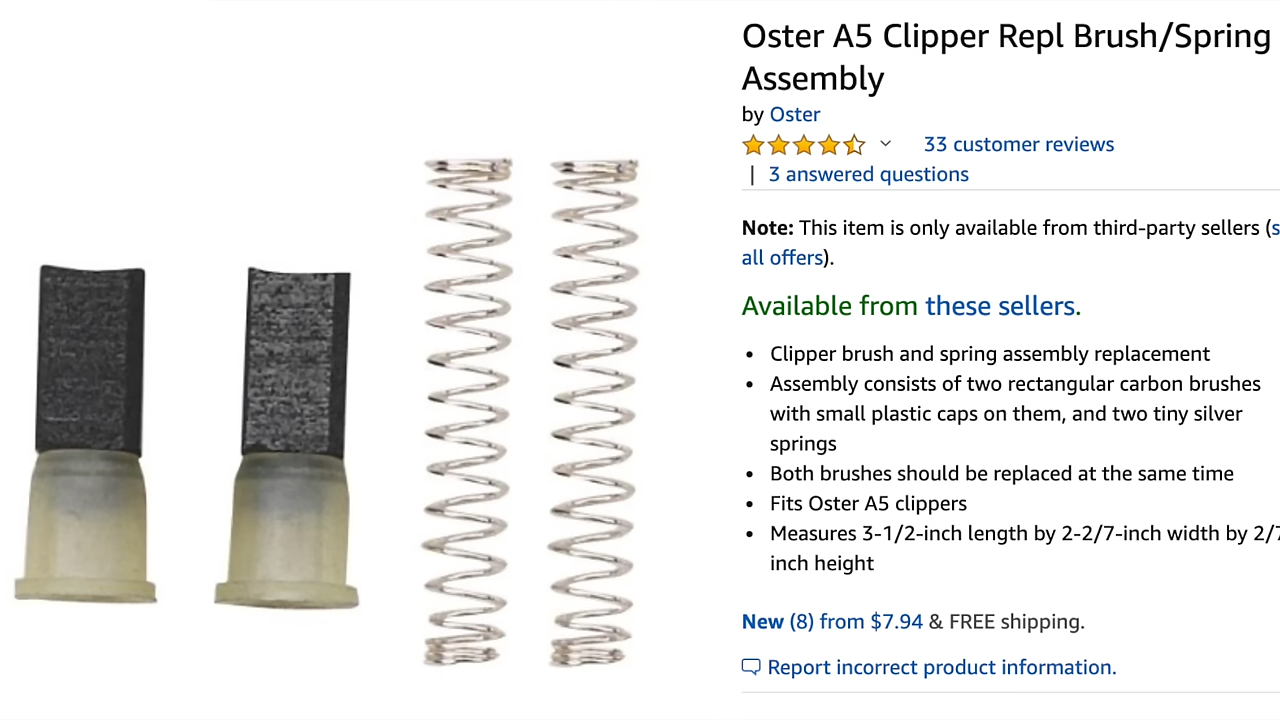 Oster A5 Clipper Repl Brush/Spring
Assembly
by Oster
33 customer reviews
| 3 answered questions
Note: This item is only available from third-party sellers (s
all offers).
Available from these sellers.
• Clipper brush and spring assembly replacement
• Assembly consists of two rectangular carbon brushes
with small plastic caps on them, and two tiny silver
springs
• Both brushes should be replaced at the same time
• Fits Oster A5 clippers
• Measures 3-1/2-inch length by 2-2/7-inch width by 2/7
inch height
New (8) from $7.94 & FREE shipping.
Report incorrect product information.